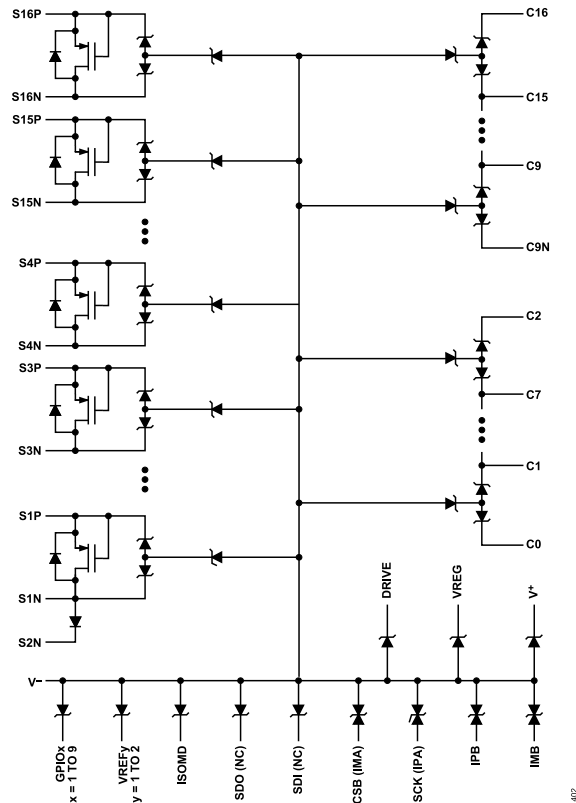 S16P
C16
S16N
C15
S15P
C9
S15N
C9N
S4P
C2
S4N
S3P
C7
S3N
C1
S1P
C0
S1N
DRIVE
VREG
V+
S2N
V–
GPIOx
x = 1 TO 9
VREFy
y = 1 TO 2
ISOMD
SDO (NC)
SDI (NC)
CSB (IMA)
SCK (IPA)
IPB
IMB
402